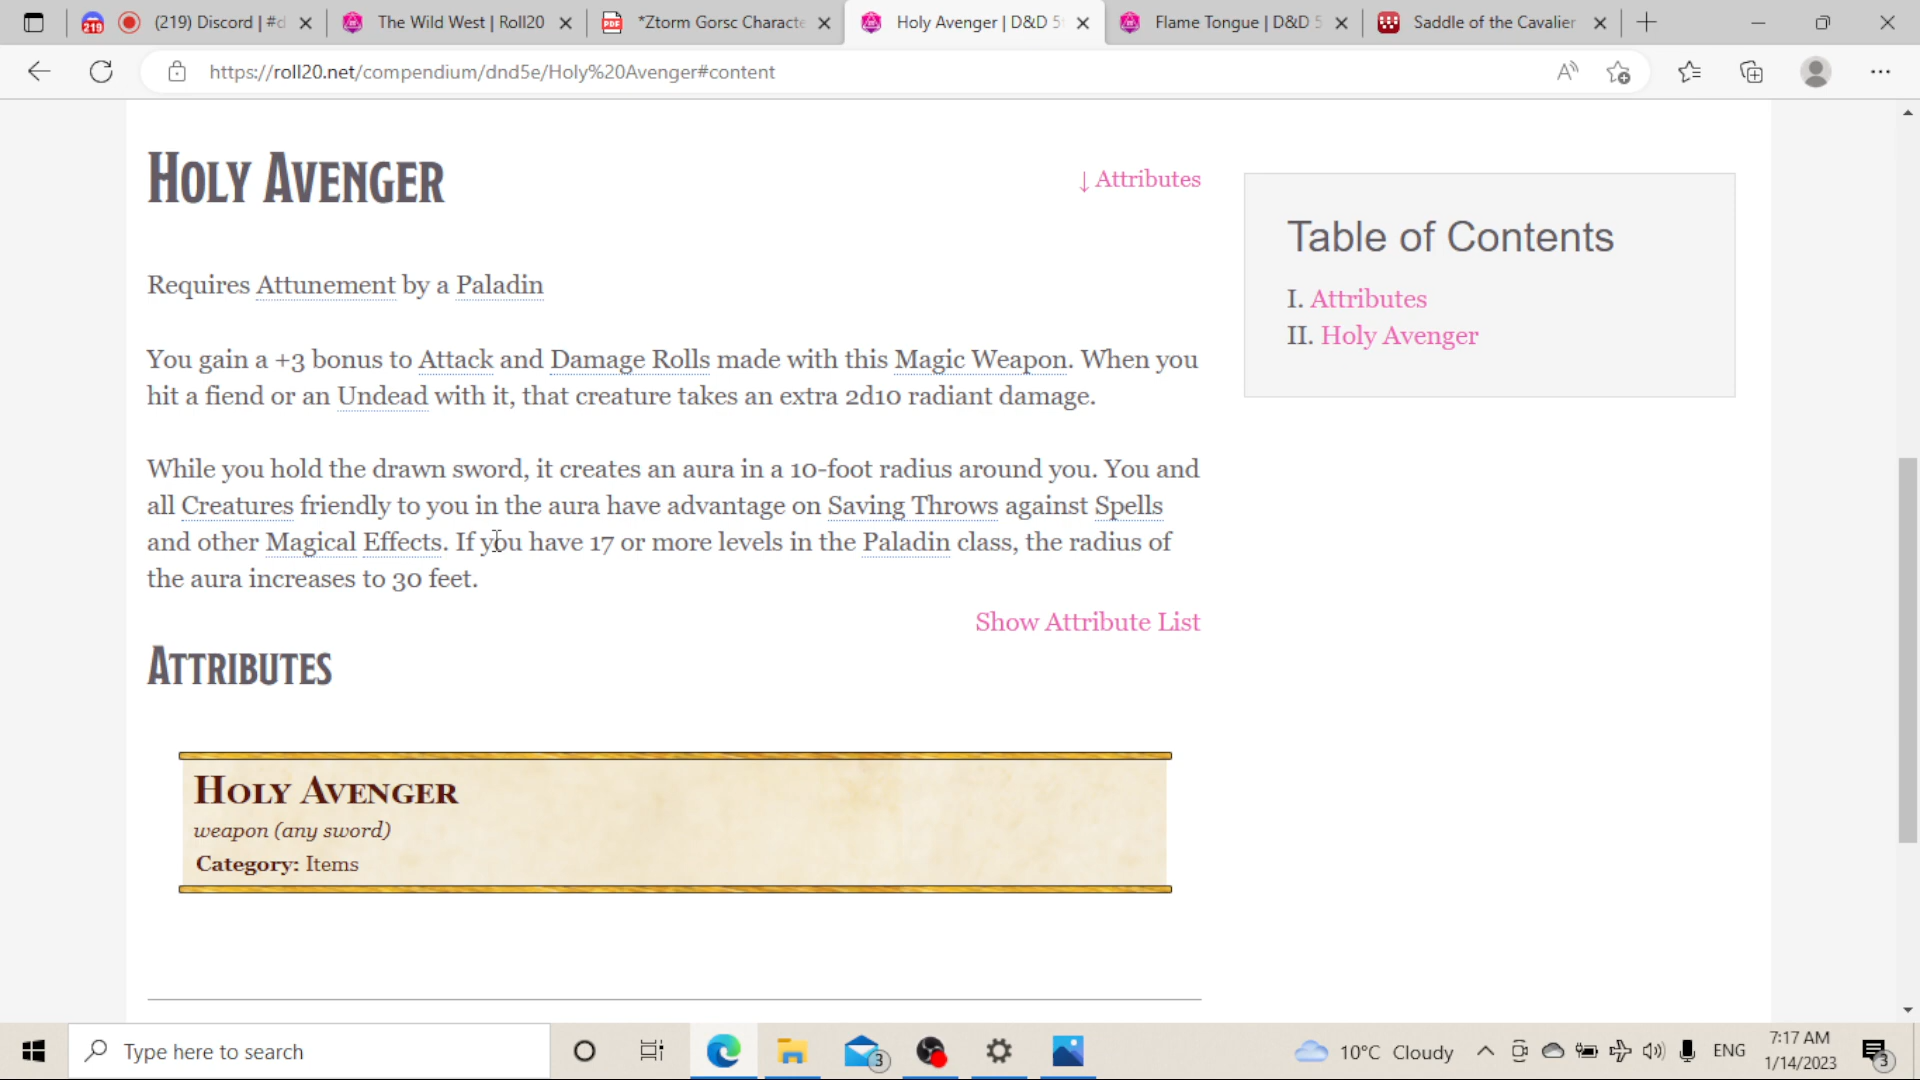 219
(219) Discord | #d
The Wild West | Roll20
PDF
*Ztorm Gorsc Characte
Holy Avenger | D&D 5
Flame Tongue | D&D 5
Saddle of the Cavalier
https://roll20.net/compendium/dnd5e/Holy%20Avenger#content
Holy Avenger
↓ Attributes
Requires Attunement by a Paladin
You gain a +3 bonus to Attack and Damage Rolls made with this Magic Weapon. When you
hit a fiend or an Undead with it, that creature takes an extra 2d10 radiant damage.
While you hold the drawn sword, it creates an aura in a 10-foot radius around you. You and
all Creatures friendly to you in the aura have advantage on Saving Throws against Spells
and other Magical Effects. If you have 17 or more levels in the Paladin class, the radius of
the aura increases to 30 feet.
Show Attribute List
Attributes
Holy Avenger
weapon (any sword)
Category: Items
Table of Contents
I. Attributes
II. Holy Avenger
Type here to search
3
10°C Cloudy
ENG
7:17 AM
1/14/2023
3